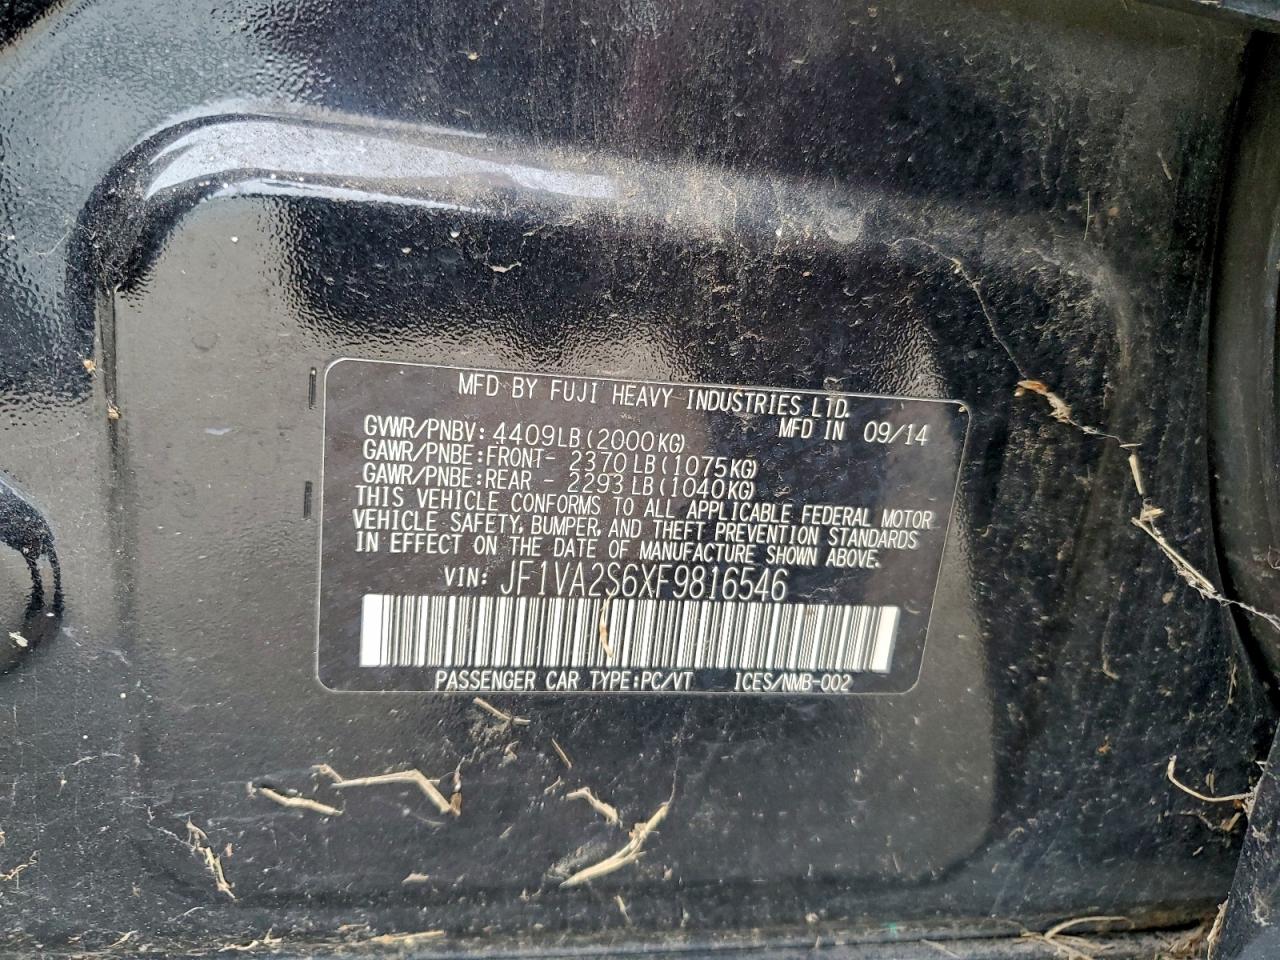 MFD BY FUJI HEAVY INDUSTRIES LTD.
GVWR/PNBV: 4409LB(2000KG) MFD IN 09/14
GAWR/PNBE:FRONT- 2370LB(1075KG)
GAWR/PNBE:REAR - 2293LB(1040KG)
THIS VEHICLE CONFORMS TO ALL APPLICABLE FEDERAL MOTOR
VEHICLE SAFETY, BUMPER, AND THEFT PREVENTION STANDARDS
IN EFFECT ON THE DATE OF MANUFACTURE SHOWN ABOVE.
VIN: JF1VA2S6XF9816546
PASSENGER CAR TYPE:PC/VT ICES/NMB-002